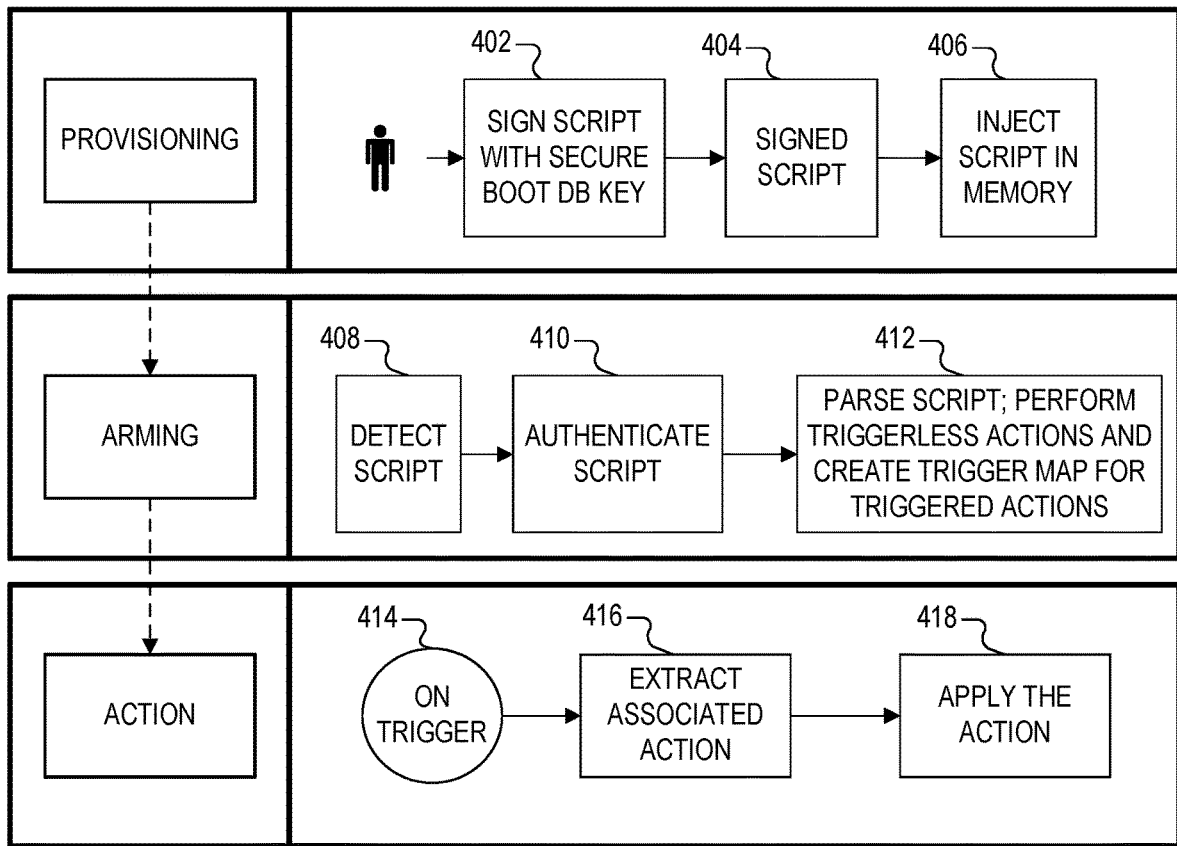 PROVISIONING
402
SIGN SCRIPT
WITH SECURE
BOOT DB KEY
404
SIGNED
SCRIPT
406
INJECT
SCRIPT IN
MEMORY
ARMING
408
DETECT
SCRIPT
410
AUTHENTICATE
SCRIPT
412
PARSE SCRIPT; PERFORM
TRIGGERLESS ACTIONS AND
CREATE TRIGGER MAP FOR
TRIGGERED ACTIONS
ACTION
414
ON
TRIGGER
416
EXTRACT
ASSOCIATED
ACTION
418
APPLY THE
ACTION